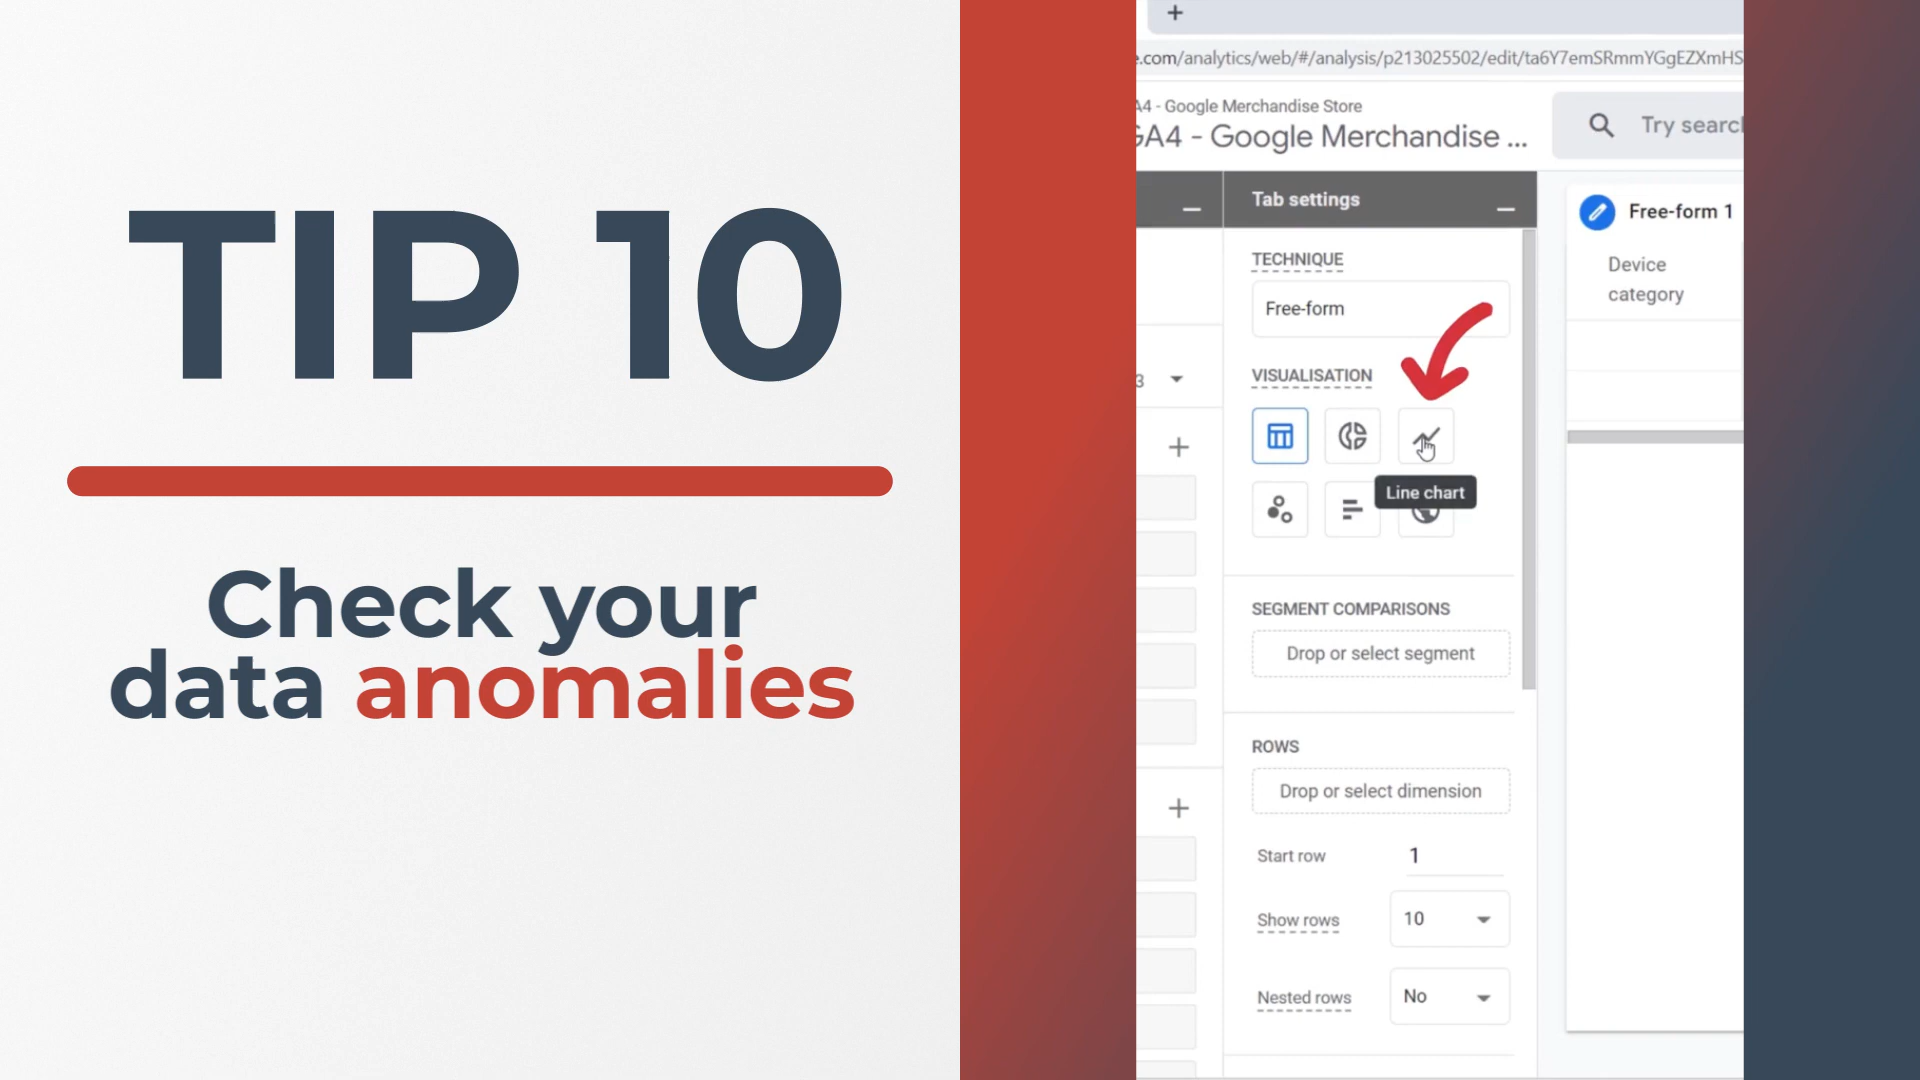 TIP 10
Check your
data anomalies
+
.com/analytics/web/#/analysis/p213025502/edit/ta6Y7emSRmmYGgEZXmHS
A4 - Google Merchandise Store
GA4 - Google Merchandise ...
Try search
Tab settings
Free-form 1
TECHNIQUE
Device
category
Free-form
VISUALISATION
3
Line chart
SEGMENT COMPARISONS
Drop or select segment
ROWS
Drop or select dimension
Start row 1
Show rows 10
Nested rows No